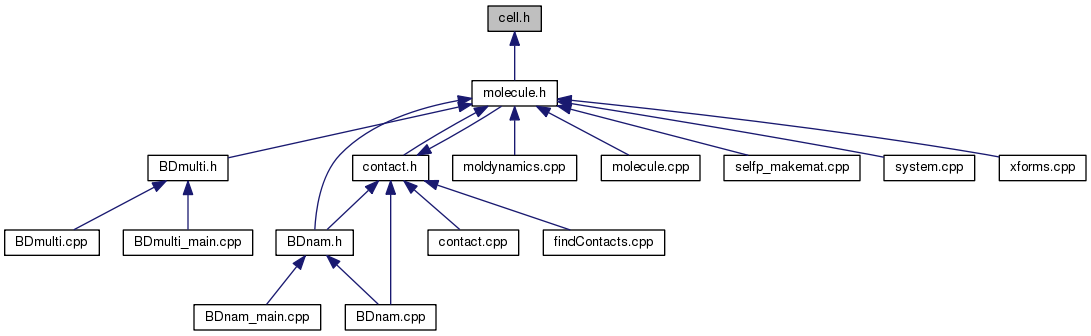 cell.h
molecule.h
BDmulti.h
contact.h
moldynamics.cpp
molecule.cpp
selfp_makemat.cpp
system.cpp
xforms.cpp
BDmulti.cpp
BDmulti_main.cpp
BDnam.h
contact.cpp
findContacts.cpp
BDnam_main.cpp
BDnam.cpp